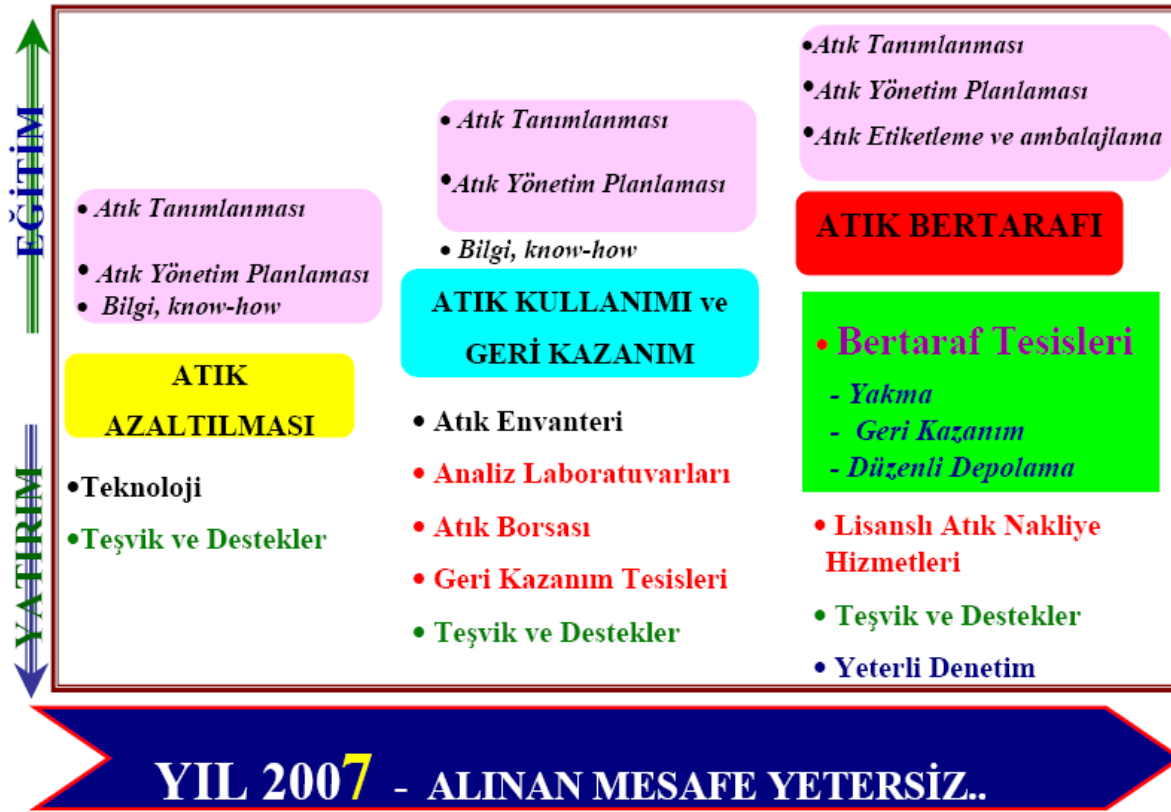 EĞİTİM
YATIRIM
• Atık Tanımlanması
• Atık Yönetim Planlaması
• Bilgi, know-how
ATIK
AZALTILMASI
•Teknoloji
•Teşvik ve Destekler
• Atık Tanımlanması
•Atık Yönetim Planlaması
• Bilgi, know-how
ATIK KULLANIMI ve
GERİ KAZANIM
• Atık Envanteri
• Analiz Laboratuvarları
• Atık Borsası
• Geri Kazanım Tesisleri
• Teşvik ve Destekler
•Atık Tanımlanması
•Atık Yönetim Planlaması
•Atık Etiketleme ve ambalajlama
ATIK BERTARAFI
• Bertaraf Tesisleri
- Yakma
- Geri Kazanım
- Düzenli Depolama
• Lisanslı Atık Nakliye
Hizmetleri
• Teşvik ve Destekler
• Yeterli Denetim
YIL 2007 - ALINAN MESAFE YETERSİZ..